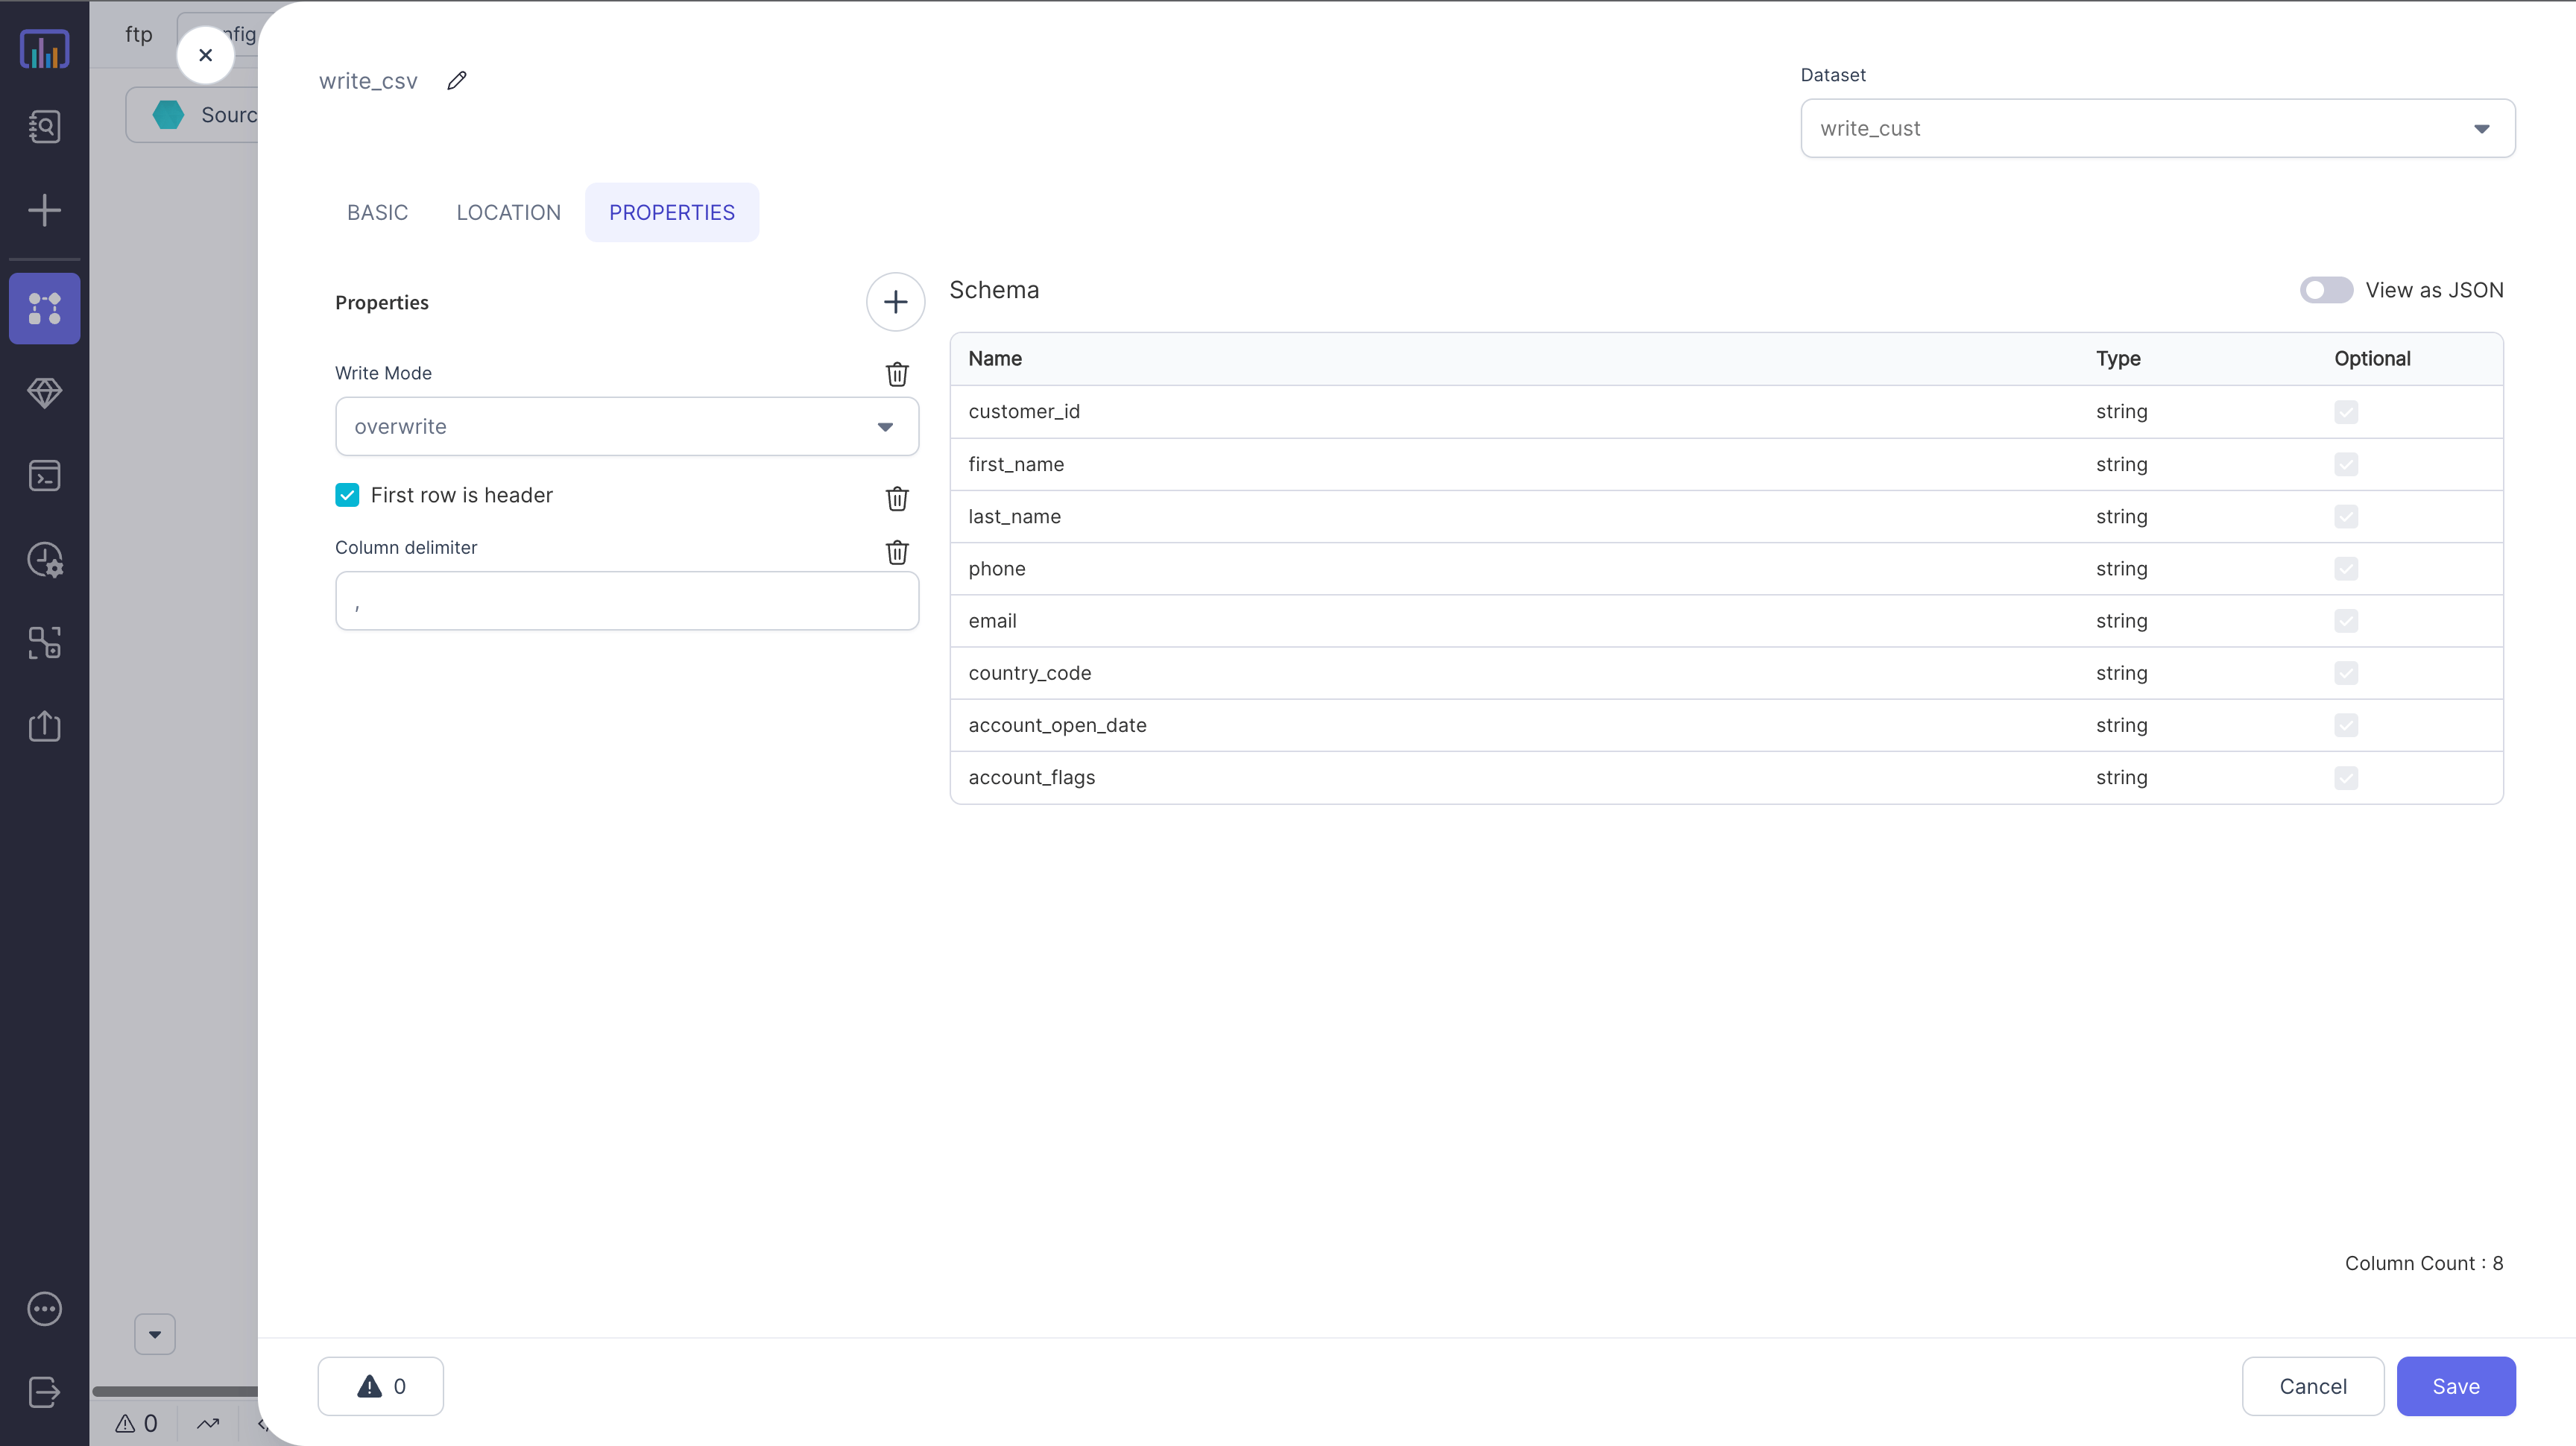 ftp
write_csv
Dataset
write_cust
Sourc
BASIC LOCATION PROPERTIES
Properties
Schema
View as JSON
Write Mode
overwrite
First row is header
Column delimiter
,
Name Type Optional
customer_id string
first_name string
last_name string
phone string
email string
country_code string
account_open_date string
account_flags string
Column Count : 8
0
Cancel
Save
0